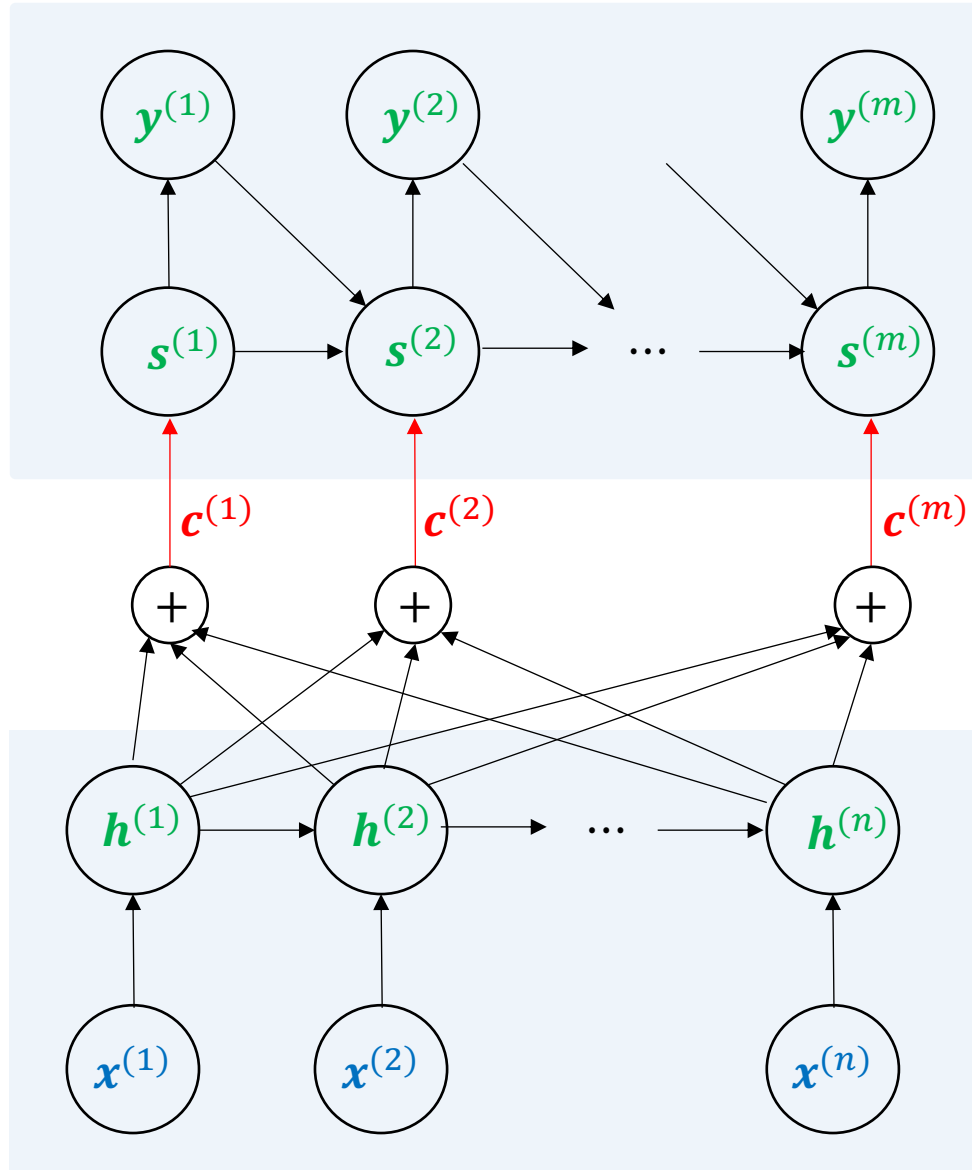 y^(1) y^(2) y^(m)
s^(1) s^(2) ... s^(m)
c^(1) c^(2) c^(m)
+ + +
h^(1) h^(2) ... h^(n)
x^(1) x^(2) x^(n)